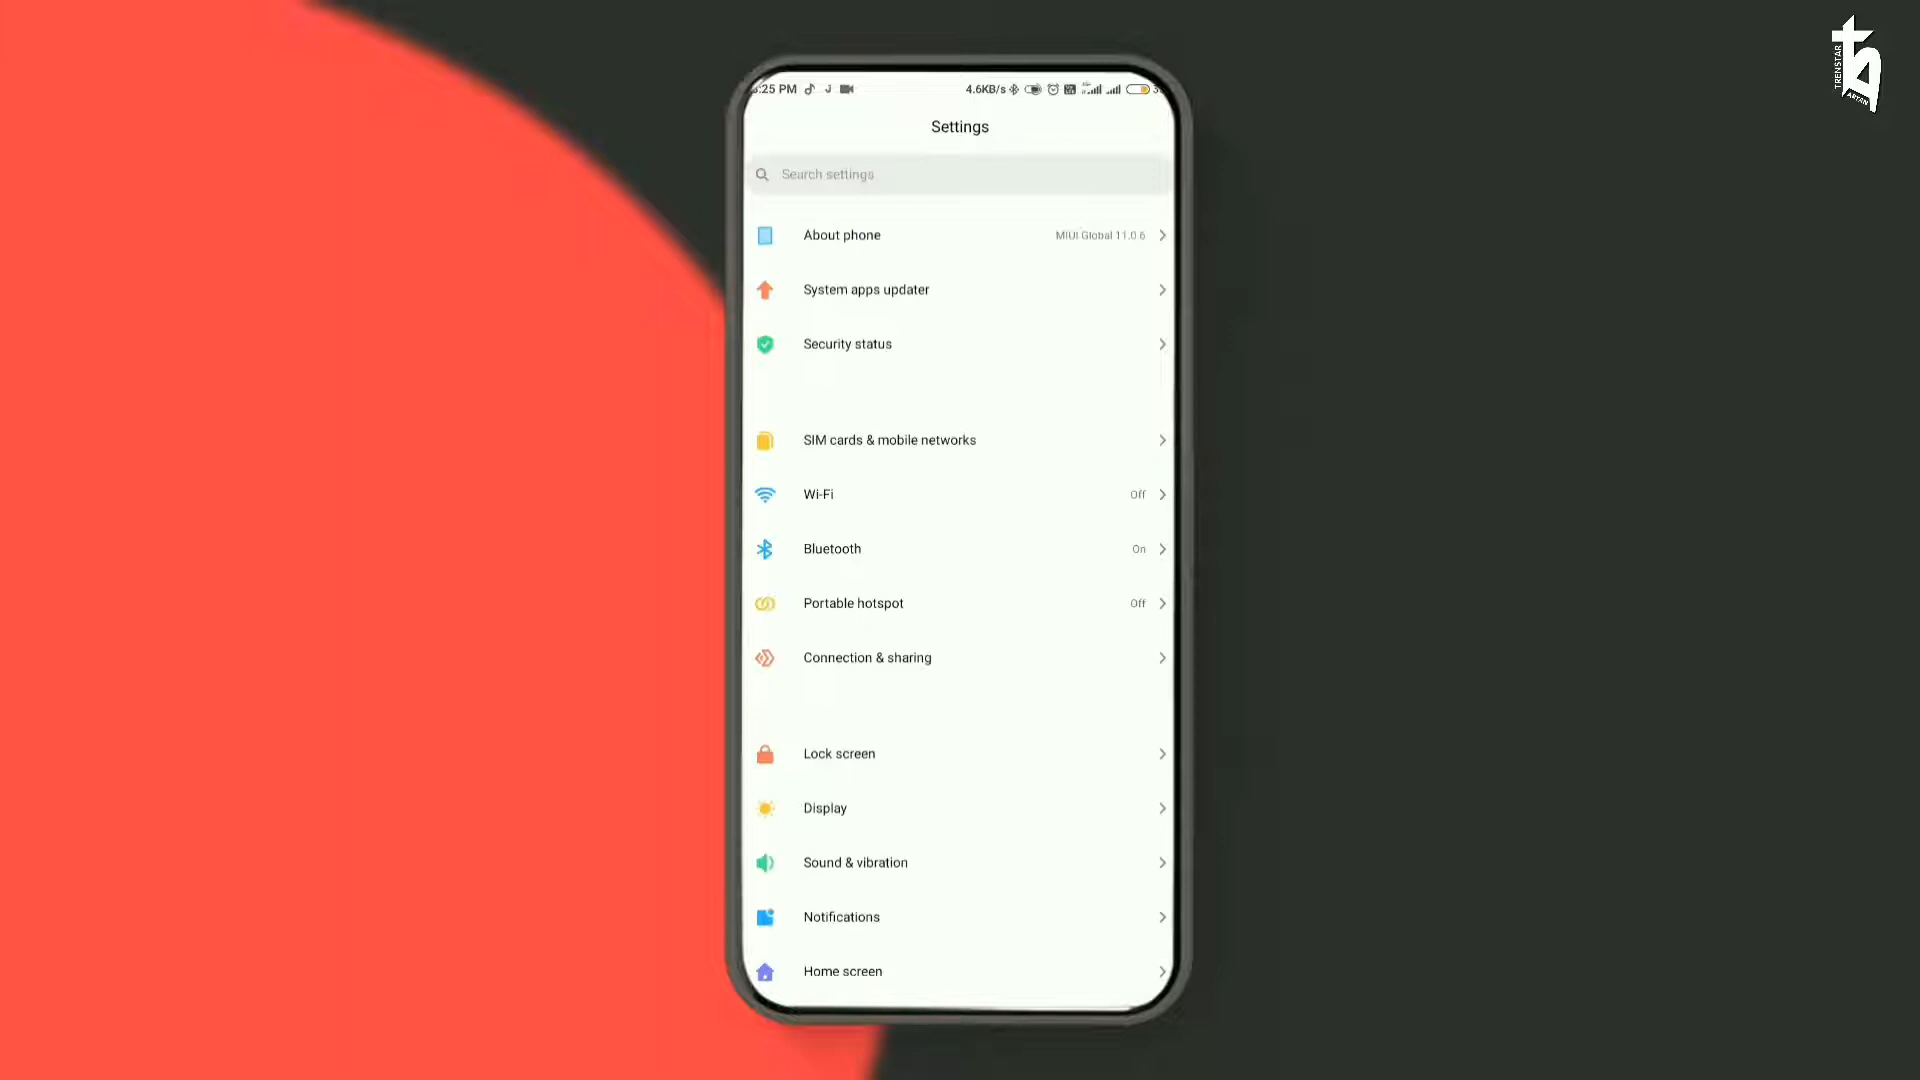 :25 PM
4.6KB/s
Settings
Search settings
About phone
MIUI Global 11.0 6
System apps updater
Security status
SIM cards & mobile networks
Wi-Fi
Off
Bluetooth
On
Portable hotspot
Off
Connection & sharing
Lock screen
Display
Sound & vibration
Notifications
Home screen
TRENSTAR
ARYAN